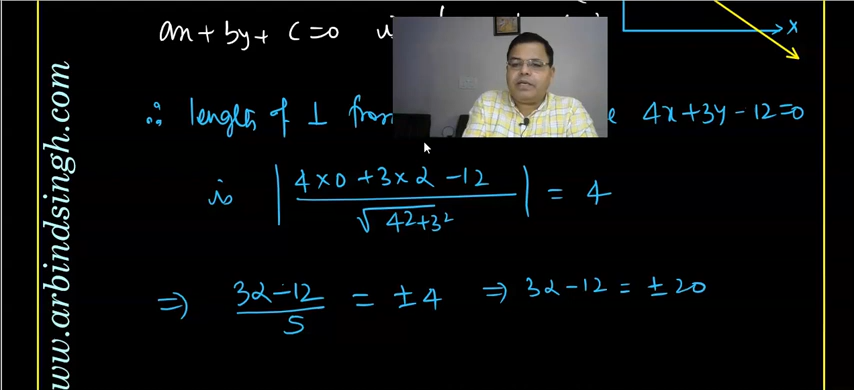 ax + by + c = 0
x
∴ length of ⊥ from 4x + 3y - 12 = 0
is | (4 × 0 + 3 × α - 12) / √(4² + 3²) | = 4
⇒ (3α - 12) / 5 = ± 4 ⇒ 3α - 12 = ± 20
www.arbindsingh.com